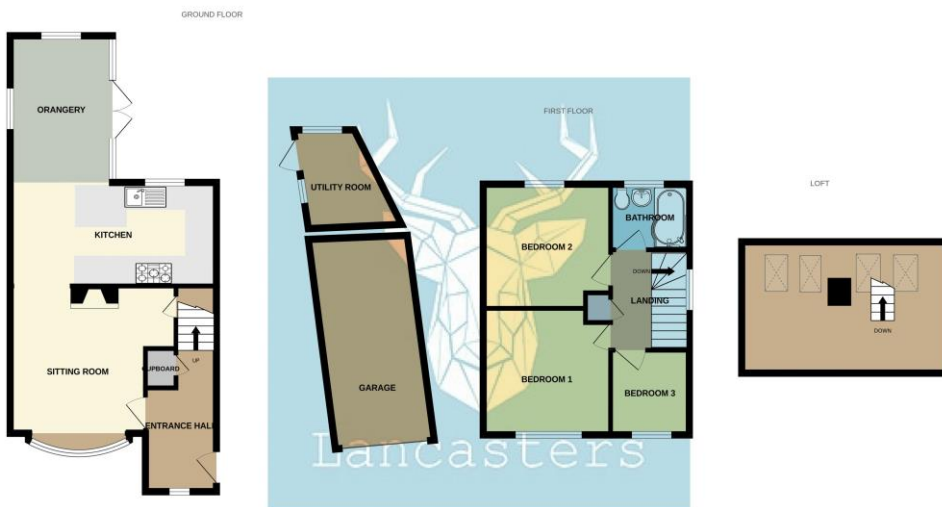 GROUND FLOOR
ORANGERY
KITCHEN
SITTING ROOM
UP
CUPBOARD
ENTRANCE HALL
UTILITY ROOM
GARAGE
FIRST FLOOR
BATHROOM
BEDROOM 2
DOWN
LANDING
BEDROOM 1
BEDROOM 3
Lancasters
LOFT
DOWN